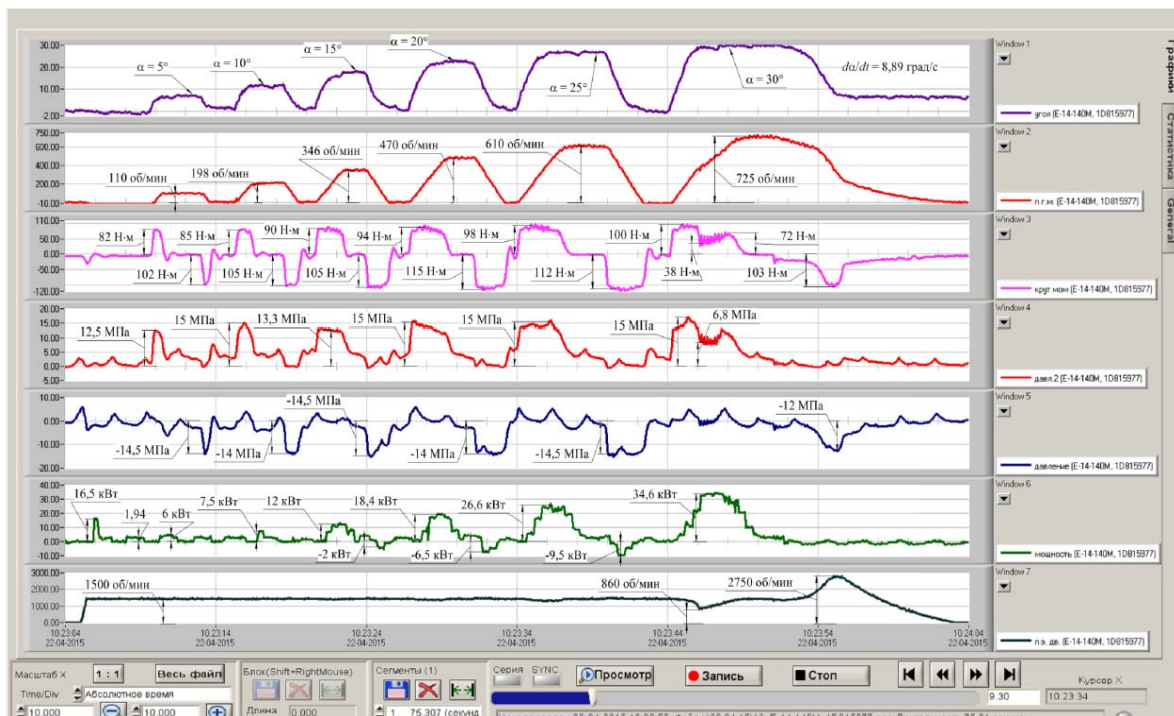 Window 1
30.00
20.00
10.00
-2.00
α = 5°
α = 10°
α = 15°
α = 20°
α = 25°
α = 30°
dα/dt = 8,89 град/с
угол (E-14-140M, 1D815977)
Графики
Статистика
General
Window 2
750.00
600.00
400.00
200.00
-10.00
110 об/мин
198 об/мин
346 об/мин
470 об/мин
610 об/мин
725 об/мин
n г.м. (E-14-140M, 1D815977)
Window 3
110.00
50.00
0.00
-50.00
-120.00
82 Н·м
85 Н·м
90 Н·м
94 Н·м
98 Н·м
100 Н·м
72 Н·м
102 Н·м
105 Н·м
105 Н·м
115 Н·м
112 Н·м
38 Н·м
103 Н·м
крут мом (E-14-140M, 1D815977)
Window 4
20.00
15.00
10.00
5.00
0.00
5.00
12,5 МПа
15 МПа
13,3 МПа
15 МПа
15 МПа
15 МПа
6,8 МПа
давл.2 (E-14-140M, 1D815977)
Window 5
10.00
0.00
10.00
20.00
-14,5 МПа
-12 МПа
-14,5 МПа
-14 МПа
-14 МПа
-14,5 МПа
давление (E-14-140M, 1D815977)
Window 6
40.00
30.00
20.00
10.00
0.00
-10.00
16,5 кВт
1,94
6 кВт
7,5 кВт
12 кВт
18,4 кВт
26,6 кВт
34,6 кВт
-2 кВт
-6,5 кВт
-9,5 кВт
мощность (E-14-140M, 1D815977)
Window 7
3000.00
2000.00
1000.00
0.00
1500 об/мин
860 об/мин
2750 об/мин
n э. дв. (E-14-140M, 1D815977)
10:23:04 10:23:14 10:23:24 10:23:34 10:23:44 10:23:54 10:24:04
22-04-2015 22-04-2015 22-04-2015 22-04-2015 22-04-2015 22-04-2015 22-04-2015
Масштаб X 1 : 1 Весь файл
Time/Div Абсолютное время
10.000 10.000
Блок(Shift+RightMouse)
Длина 0.000
Сегменты (1)
1 75.307 (секунд
Серия SYNC Просмотр Запись Стоп
Курсор X
9.30 10:23:34